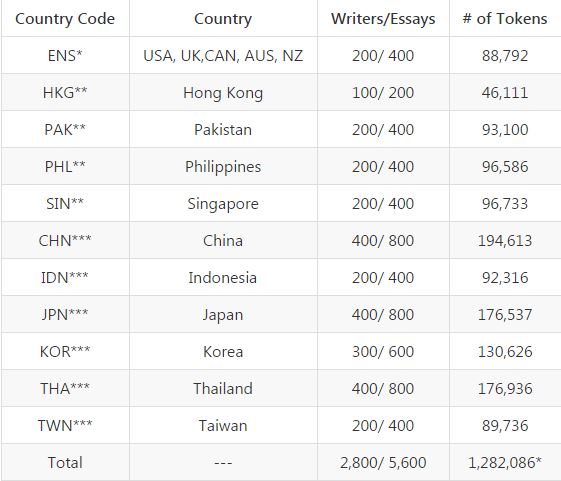 Country Code Country Writers/Essays # of Tokens
ENS* USA, UK,CAN, AUS, NZ 200/ 400 88,792
HKG** Hong Kong 100/ 200 46,111
PAK** Pakistan 200/ 400 93,100
PHL** Philippines 200/ 400 96,586
SIN** Singapore 200/ 400 96,733
CHN*** China 400/ 800 194,613
IDN*** Indonesia 200/ 400 92,316
JPN*** Japan 400/ 800 176,537
KOR*** Korea 300/ 600 130,626
THA*** Thailand 400/ 800 176,936
TWN*** Taiwan 200/ 400 89,736
Total --- 2,800/ 5,600 1,282,086*